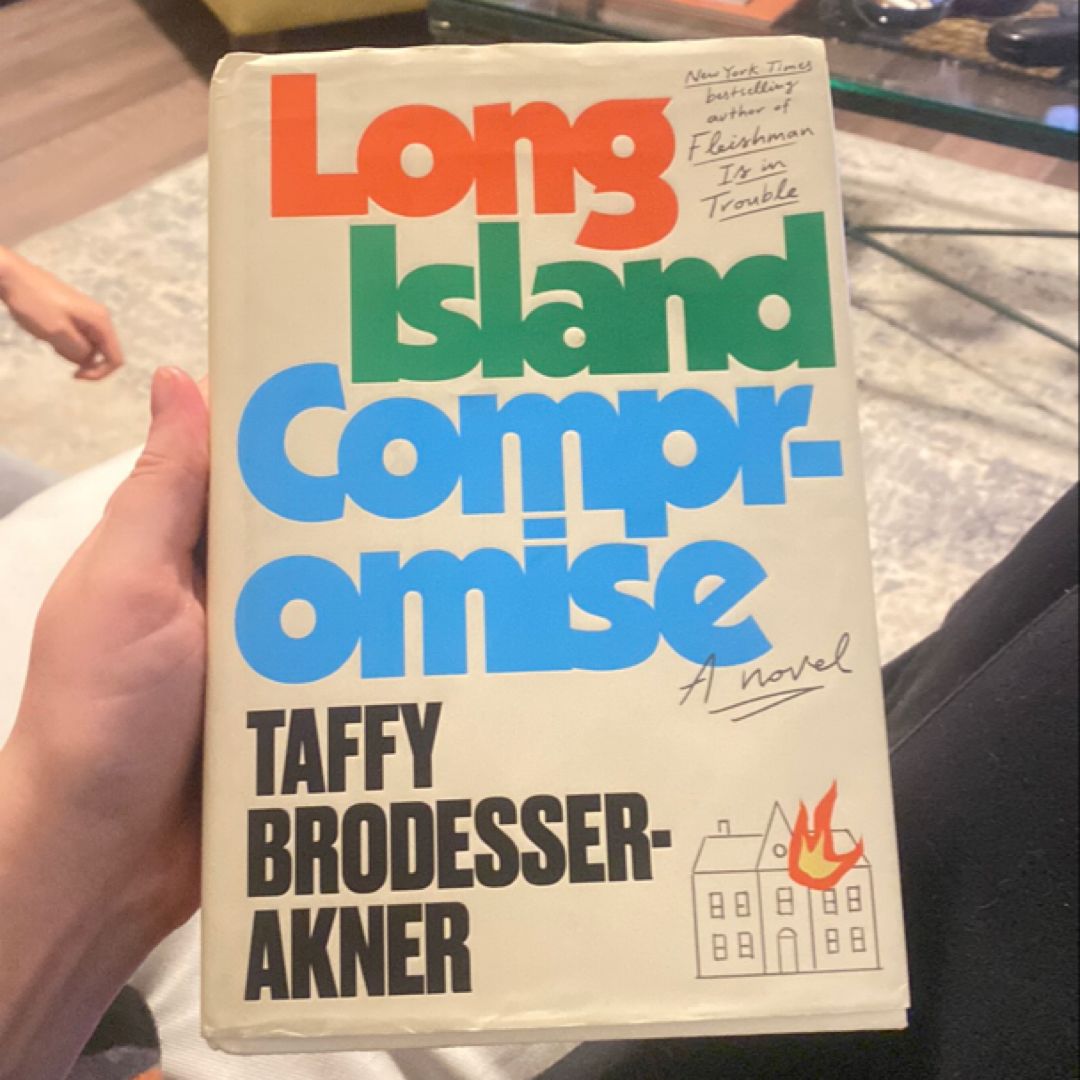 Long
Island
Compr-
omise
New York Times
bestselling
author of
Fleishman
Is in
Trouble
A novel
TAFFY
BRODESSER-
AKNER